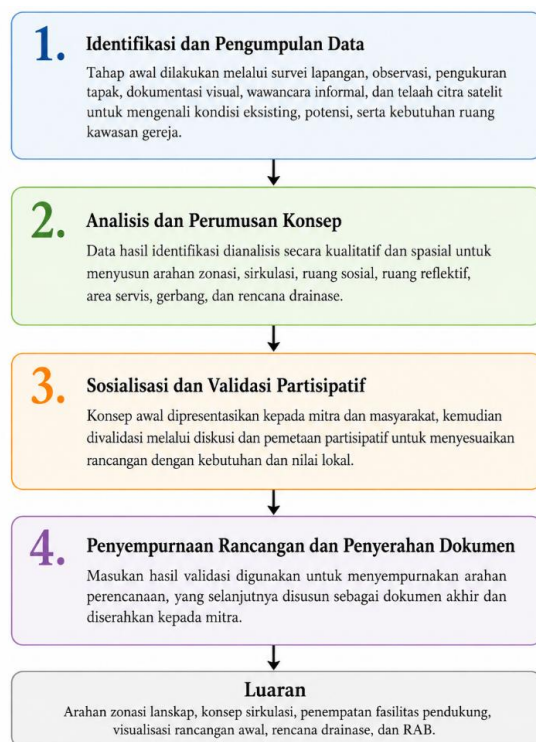 1. Identifikasi dan Pengumpulan Data
Tahap awal dilakukan melalui survei lapangan, observasi, pengukuran
tapak, dokumentasi visual, wawancara informal, dan telaah citra satelit
untuk mengenali kondisi eksisting, potensi, serta kebutuhan ruang
kawasan gereja.
2. Analisis dan Perumusan Konsep
Data hasil identifikasi dianalisis secara kualitatif dan spasial untuk
menyusun arahan zonasi, sirkulasi, ruang sosial, ruang reflektif,
area servis, gerbang, dan rencana drainase.
3. Sosialisasi dan Validasi Partisipatif
Konsep awal dipresentasikan kepada mitra dan masyarakat, kemudian
divalidasi melalui diskusi dan pemetaan partisipatif untuk menyesuaikan
rancangan dengan kebutuhan dan nilai lokal.
4. Penyempurnaan Rancangan dan Penyerahan Dokumen
Masukan hasil validasi digunakan untuk menyempurnakan arahan
perencanaan, yang selanjutnya disusun sebagai dokumen akhir dan
diserahkan kepada mitra.
Luaran
Arahan zonasi lanskap, konsep sirkulasi, penempatan fasilitas pendukung,
visualisasi rancangan awal, rencana drainase, dan RAB.